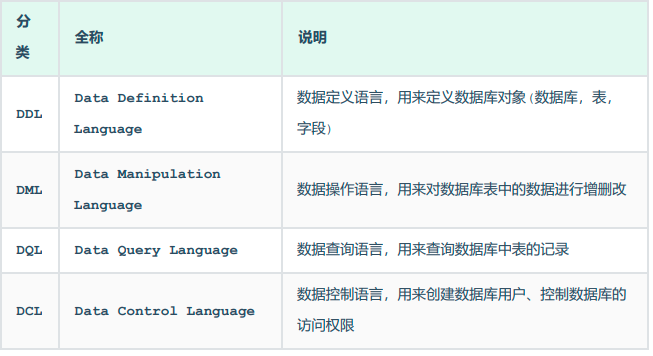 分
类
全称
说明
DDL
Data Definition
Language
数据定义语言，用来定义数据库对象(数据库，表，
字段)
DML
Data Manipulation
Language
数据操作语言，用来对数据库表中的数据进行增删改
DQL
Data Query Language
数据查询语言，用来查询数据库中表的记录
DCL
Data Control Language
数据控制语言，用来创建数据库用户、控制数据库的
访问权限